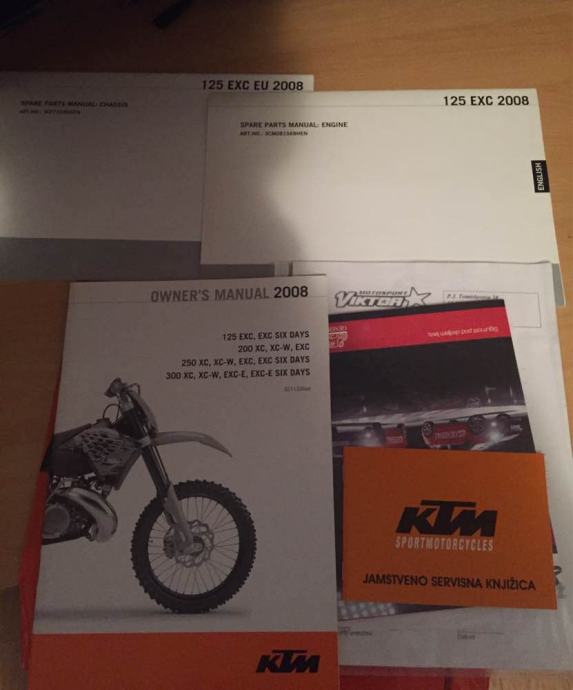 125 EXC EU 2008
SPARE PARTS MANUAL: CHASSIS
125 EXC 2008
SPARE PARTS MANUAL: ENGINE
ENGLISH
OWNER'S MANUAL 2008
125 EXC, EXC SIX DAYS
200 XC, XC-W, EXC
250 XC, XC-W, EXC, EXC SIX DAYS
300 XC, XC-W, EXC-E, EXC-E SIX DAYS
MOTOSPORT
VIKTOR
KTM
SPORTMOTORCYCLES
JAMSTVENO SERVISNA KNJIŽICA
KTM